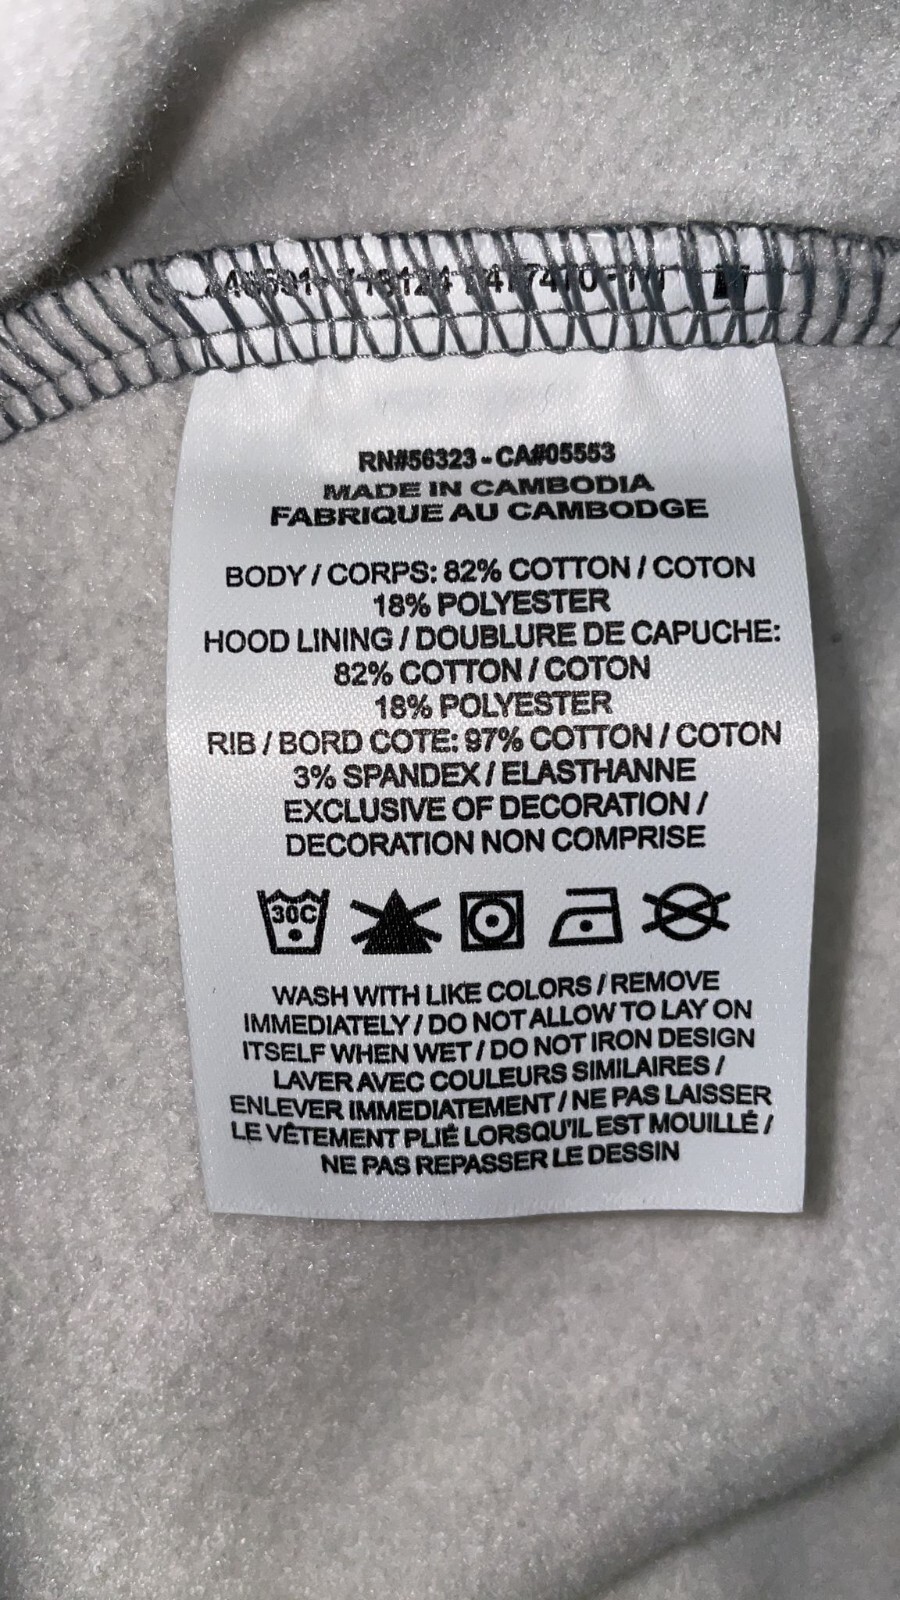 RN#56323 - CA#05553
MADE IN CAMBODIA
FABRIQUE AU CAMBODGE
BODY / CORPS: 82% COTTON / COTON
18% POLYESTER
HOOD LINING / DOUBLURE DE CAPUCHE:
82% COTTON / COTON
18% POLYESTER
RIB / BORD COTE: 97% COTTON / COTON
3% SPANDEX / ELASTHANNE
EXCLUSIVE OF DECORATION /
DECORATION NON COMPRISE
30C
WASH WITH LIKE COLORS / REMOVE
IMMEDIATELY / DO NOT ALLOW TO LAY ON
ITSELF WHEN WET / DO NOT IRON DESIGN
LAVER AVEC COULEURS SIMILAIRES /
ENLEVER IMMEDIATEMENT / NE PAS LAISSER
LE VÊTEMENT PLIÉ LORSQU'IL EST MOUILLÉ /
NE PAS REPASSER LE DESSIN